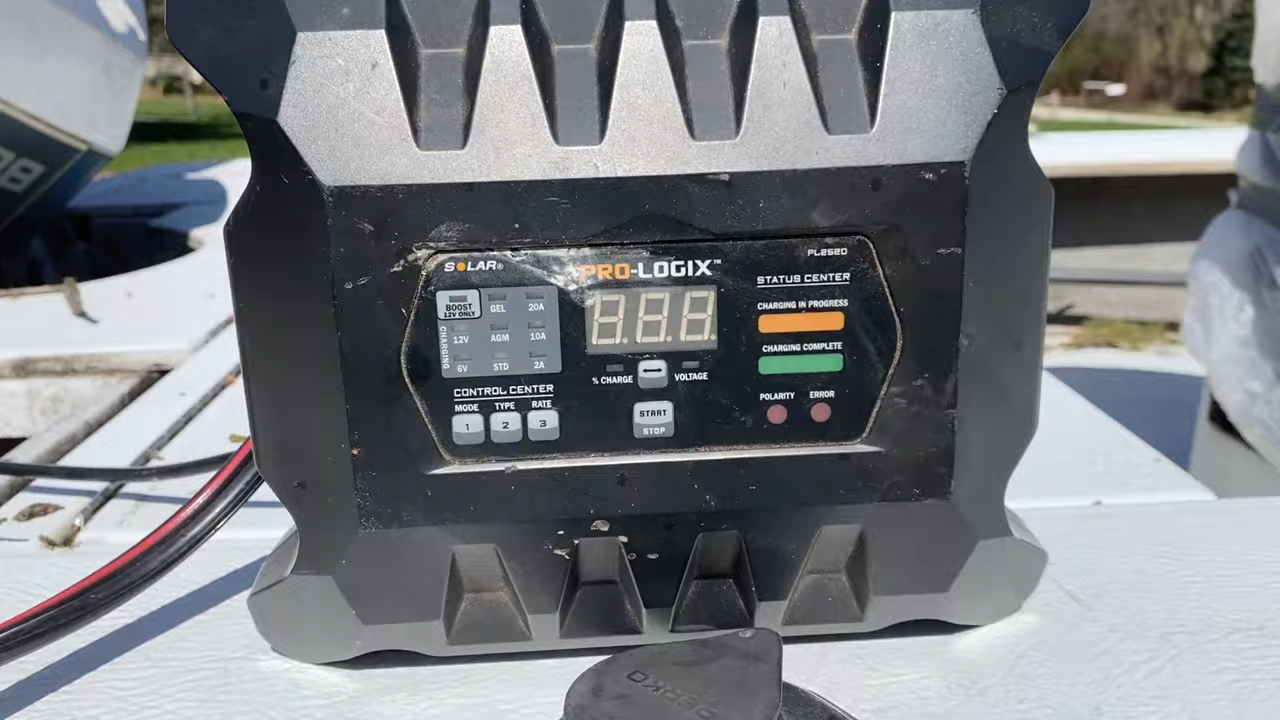 SOLAR®
PRO-LOGIX™
PL2520
BOOST
12V ONLY
GEL
20A
CHARGING
12V
AGM
10A
6V
STD
2A
8.8.8.
% CHARGE
VOLTAGE
START
STOP
CONTROL CENTER
MODE
TYPE
RATE
1
2
3
STATUS CENTER
CHARGING IN PROGRESS
CHARGING COMPLETE
POLARITY
ERROR
PERKO